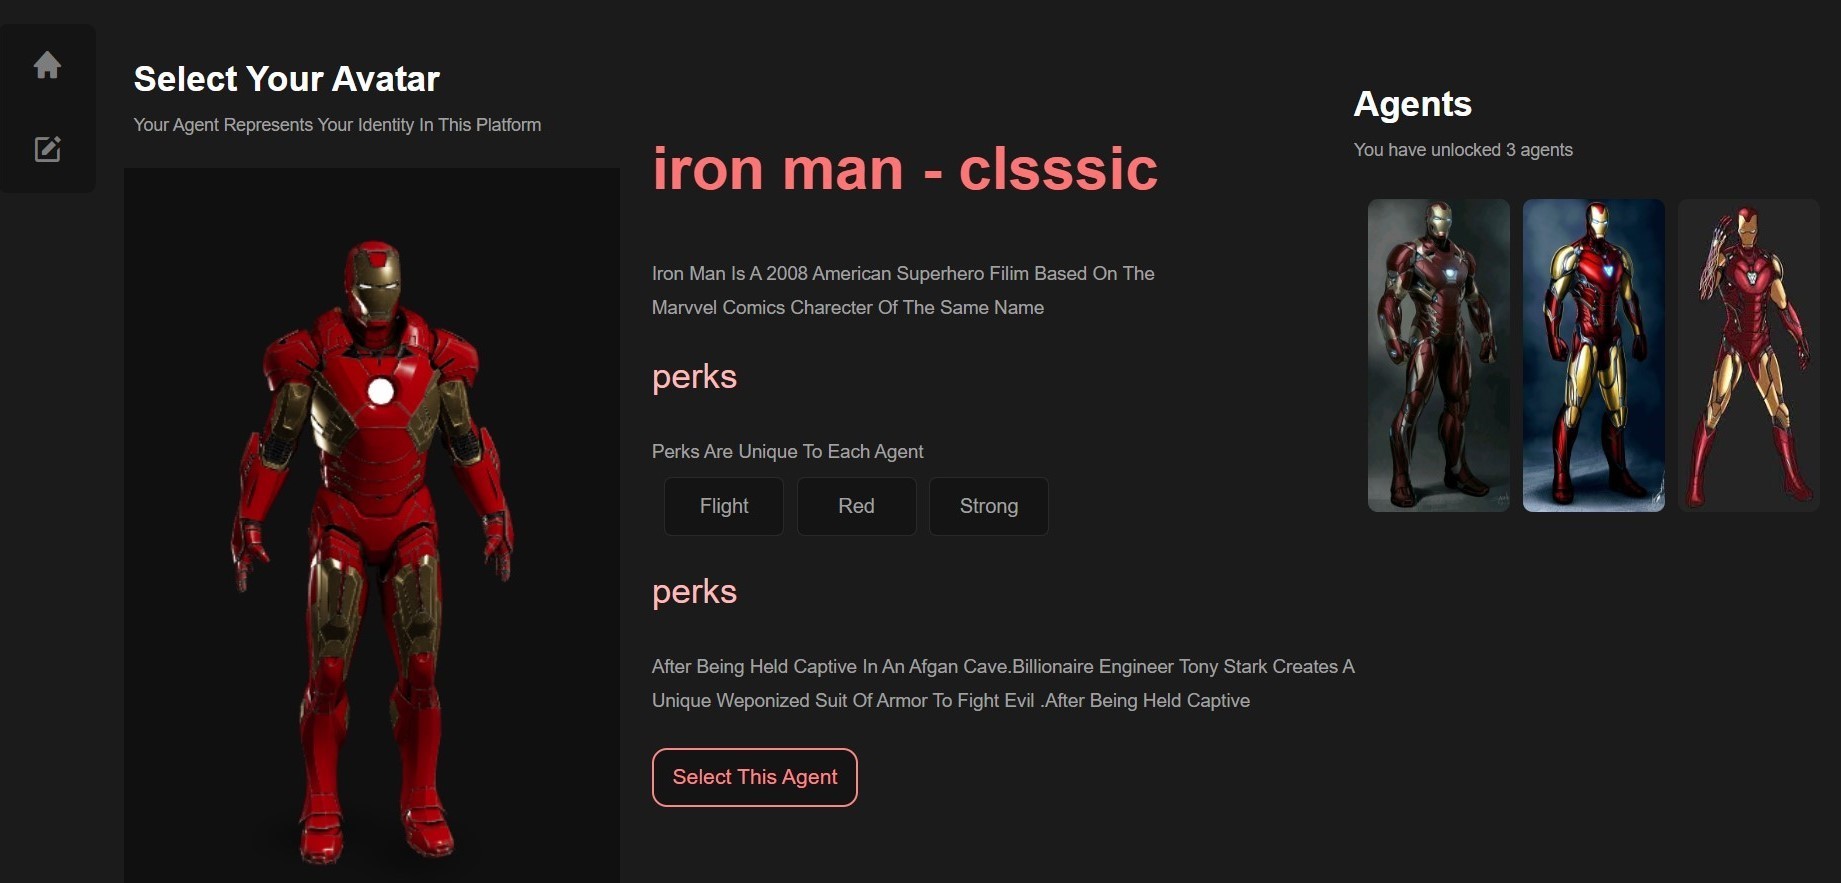 Select Your Avatar
Your Agent Represents Your Identity In This Platform
iron man - clsssic
Iron Man Is A 2008 American Superhero Filim Based On The
Marvvel Comics Charecter Of The Same Name
perks
Perks Are Unique To Each Agent
Flight Red Strong
perks
After Being Held Captive In An Afgan Cave.Billionaire Engineer Tony Stark Creates A
Unique Weponized Suit Of Armor To Fight Evil .After Being Held Captive
Select This Agent
Agents
You have unlocked 3 agents